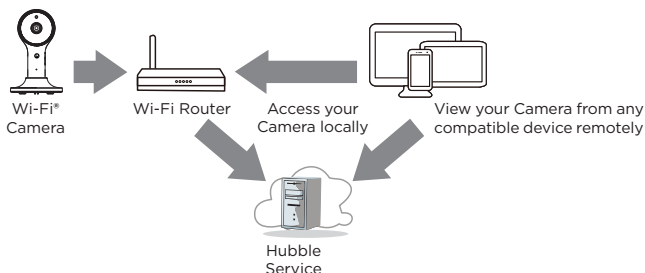 Wi-Fi®
Camera
Wi-Fi Router
Access your
Camera locally
View your Camera from any
compatible device remotely
Hubble
Service